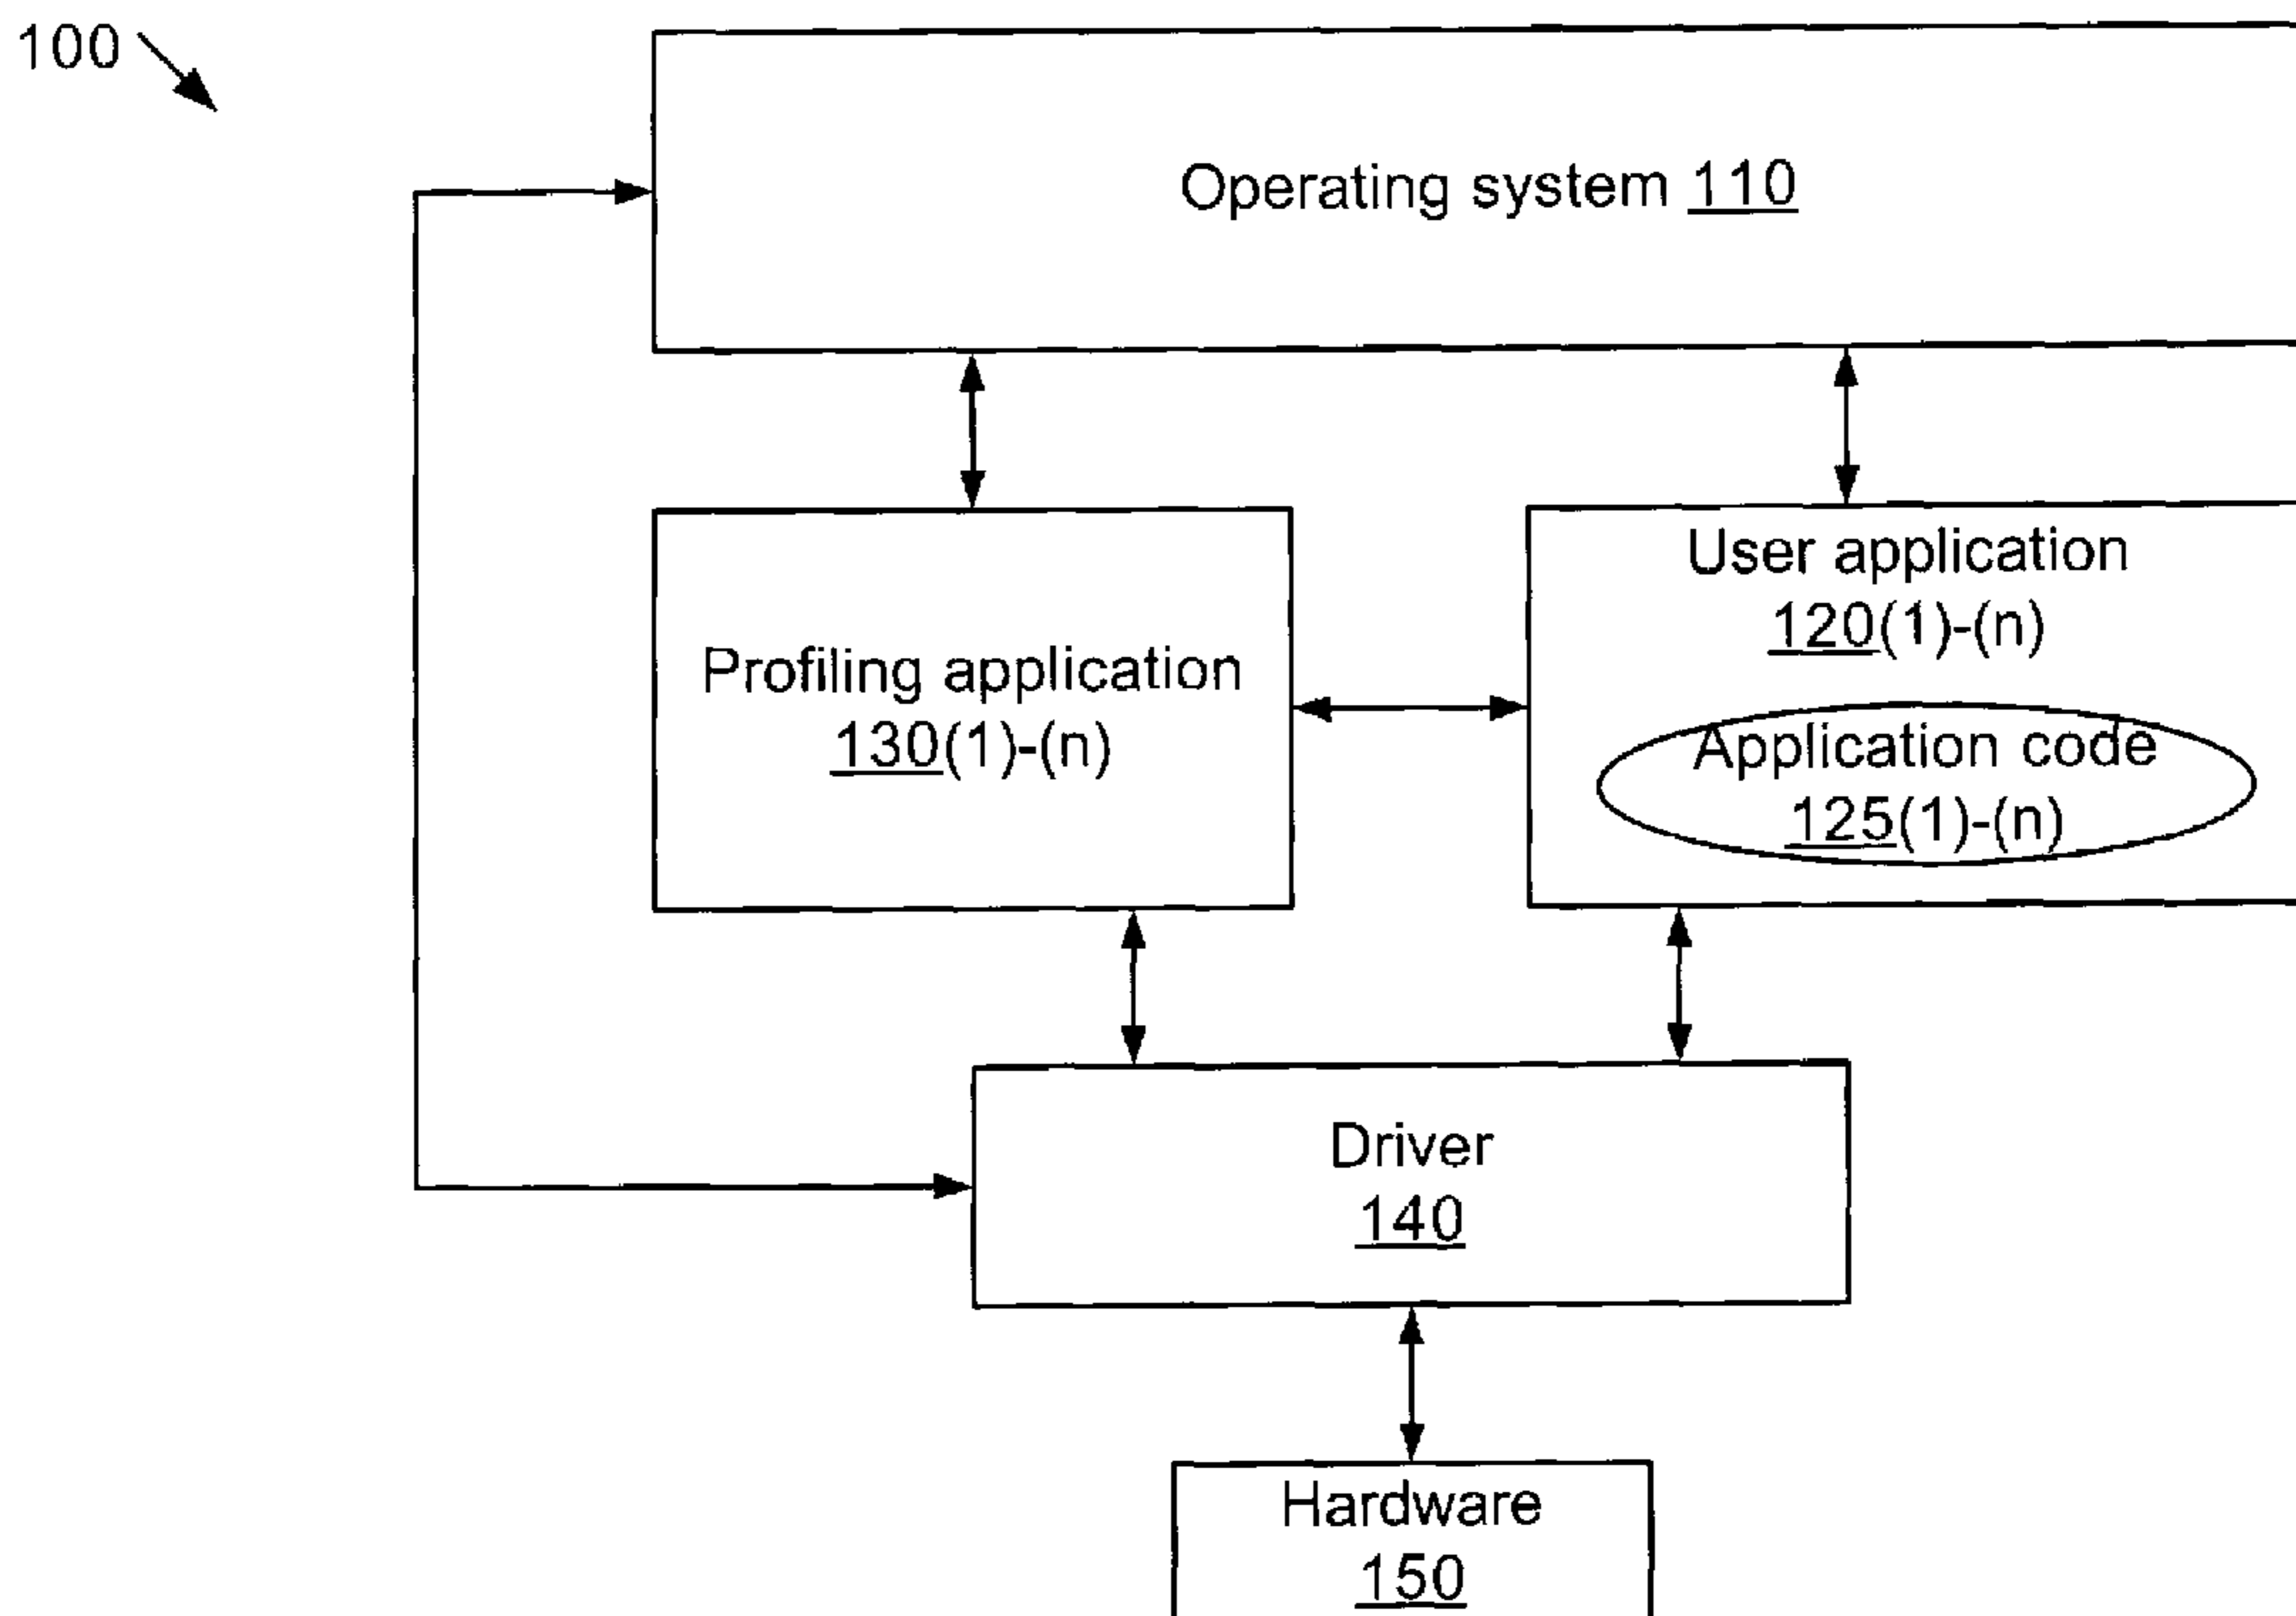 100
Operating system 110
User application
120(1)-(n)
Profiling application
130(1)-(n)
Application code
125(1)-(n)
Driver
140
Hardware
150